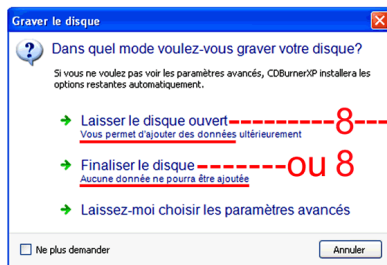 Graver le disque
Dans quel mode voulez-vous graver votre disque?
Si vous ne voulez pas voir les paramètres avancés, CDBurnerXP installera les
options restantes automatiquement.
Laisser le disque ouvert 8
Vous permet d'ajouter des données ultérieurement
Finaliser le disque ou 8
Aucune donnée ne pourra être ajoutée
Laissez-moi choisir les paramètres avancés
Ne plus demander Annuler